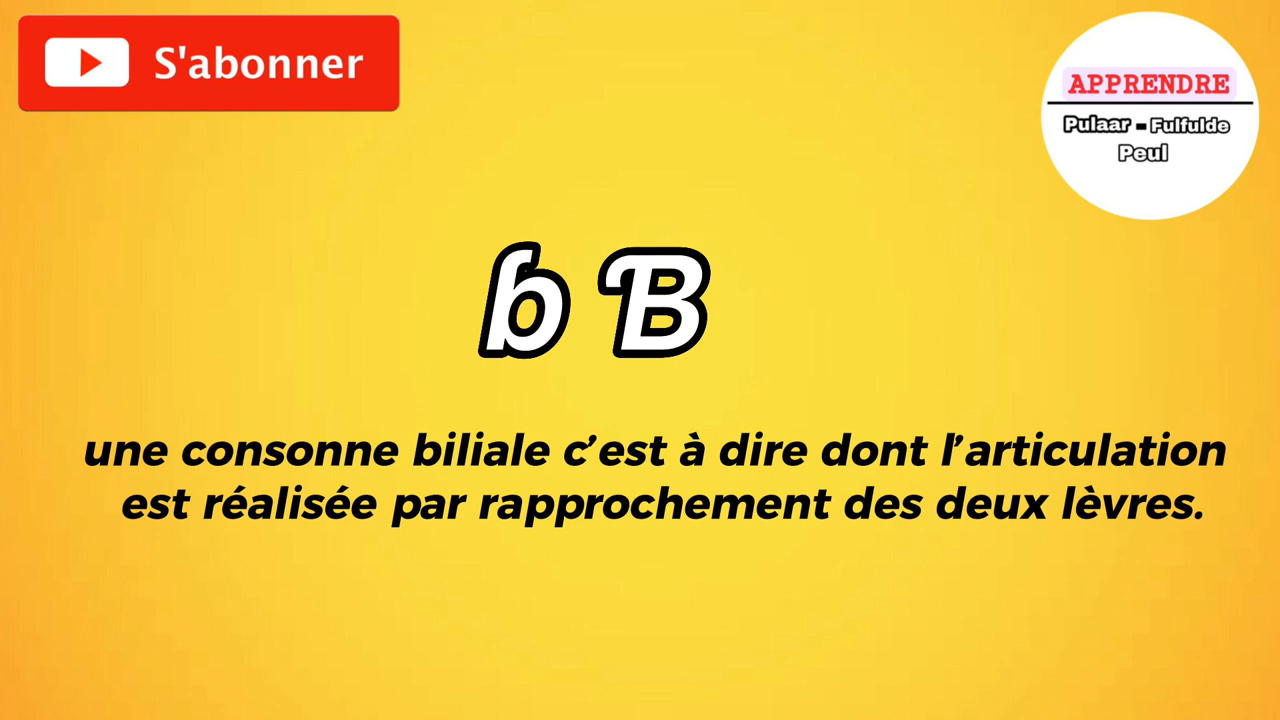 S'abonner
APPRENDRE
Pulaar - Fulfulde
Peul
ɓ Ɓ
une consonne biliale c’est à dire dont l’articulation
est réalisée par rapprochement des deux lèvres.